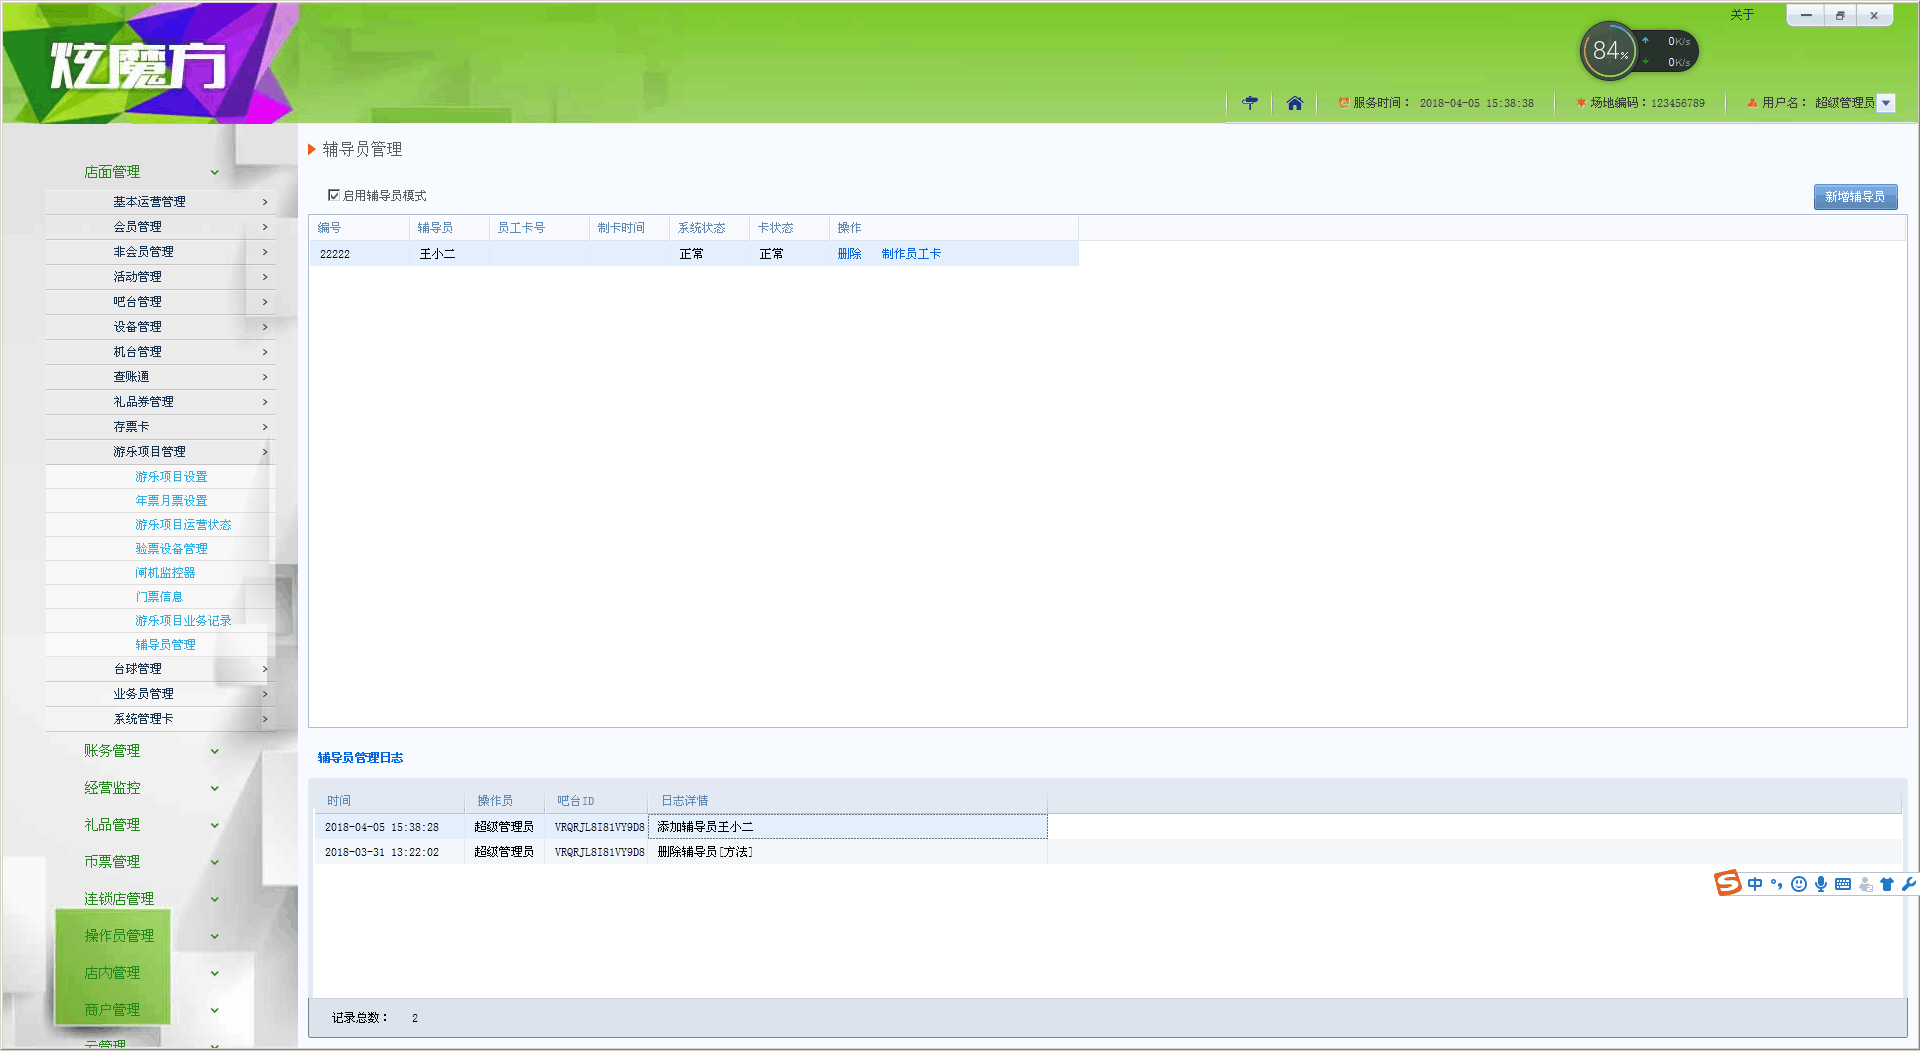 炫魔方
关于
84%
0K/s
0K/s
服务时间： 2018-04-05 15:38:38
场地编码：123456789
用户名： 超级管理员
店面管理
基本运营管理
会员管理
非会员管理
活动管理
吧台管理
设备管理
机台管理
查账通
礼品券管理
存票卡
游乐项目管理
游乐项目设置
年票月票设置
游乐项目运营状态
验票设备管理
闸机监控器
门票信息
游乐项目业务记录
辅导员管理
台球管理
业务员管理
系统管理卡
账务管理
经营监控
礼品管理
币票管理
连锁店管理
操作员管理
店内管理
商户管理
云管理
辅导员管理
启用辅导员模式
新增辅导员
编号 辅导员 员工卡号 制卡时间 系统状态 卡状态 操作
22222 王小二 正常 正常 删除 制作员工卡
辅导员管理日志
时间 操作员 吧台ID 日志详情
2018-04-05 15:38:28 超级管理员 VRQRJL8I81VY9D8 添加辅导员王小二
2018-03-31 13:22:02 超级管理员 VRQRJL8I81VY9D8 删除辅导员[方法]
中
记录总数： 2